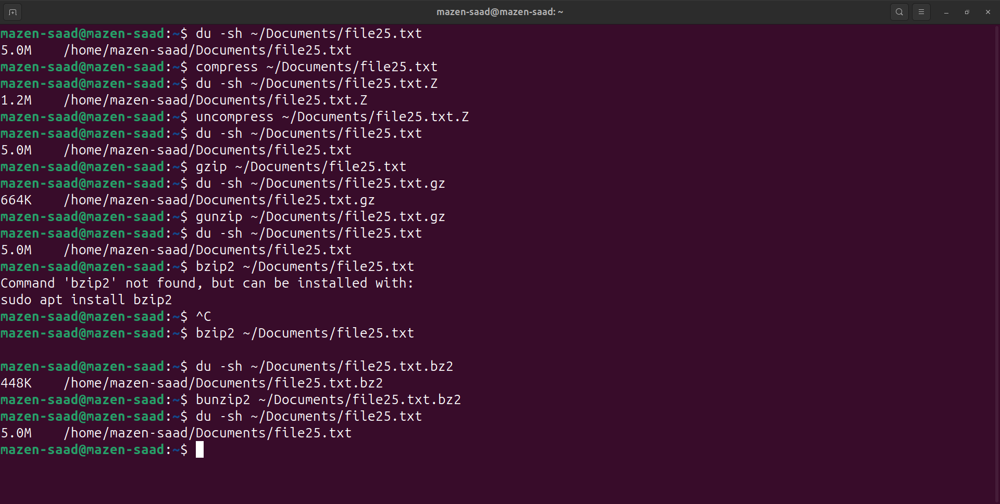 mazen-saad@mazen-saad: ~
mazen-saad@mazen-saad:~$ du -sh ~/Documents/file25.txt
5.0M    /home/mazen-saad/Documents/file25.txt
mazen-saad@mazen-saad:~$ compress ~/Documents/file25.txt
mazen-saad@mazen-saad:~$ du -sh ~/Documents/file25.txt.Z
1.2M    /home/mazen-saad/Documents/file25.txt.Z
mazen-saad@mazen-saad:~$ uncompress ~/Documents/file25.txt.Z
mazen-saad@mazen-saad:~$ du -sh ~/Documents/file25.txt
5.0M    /home/mazen-saad/Documents/file25.txt
mazen-saad@mazen-saad:~$ gzip ~/Documents/file25.txt
mazen-saad@mazen-saad:~$ du -sh ~/Documents/file25.txt.gz
664K    /home/mazen-saad/Documents/file25.txt.gz
mazen-saad@mazen-saad:~$ gunzip ~/Documents/file25.txt.gz
mazen-saad@mazen-saad:~$ du -sh ~/Documents/file25.txt
5.0M    /home/mazen-saad/Documents/file25.txt
mazen-saad@mazen-saad:~$ bzip2 ~/Documents/file25.txt
Command 'bzip2' not found, but can be installed with:
sudo apt install bzip2
mazen-saad@mazen-saad:~$ ^C
mazen-saad@mazen-saad:~$ bzip2 ~/Documents/file25.txt
mazen-saad@mazen-saad:~$ du -sh ~/Documents/file25.txt.bz2
448K    /home/mazen-saad/Documents/file25.txt.bz2
mazen-saad@mazen-saad:~$ bunzip2 ~/Documents/file25.txt.bz2
mazen-saad@mazen-saad:~$ du -sh ~/Documents/file25.txt
5.0M    /home/mazen-saad/Documents/file25.txt
mazen-saad@mazen-saad:~$